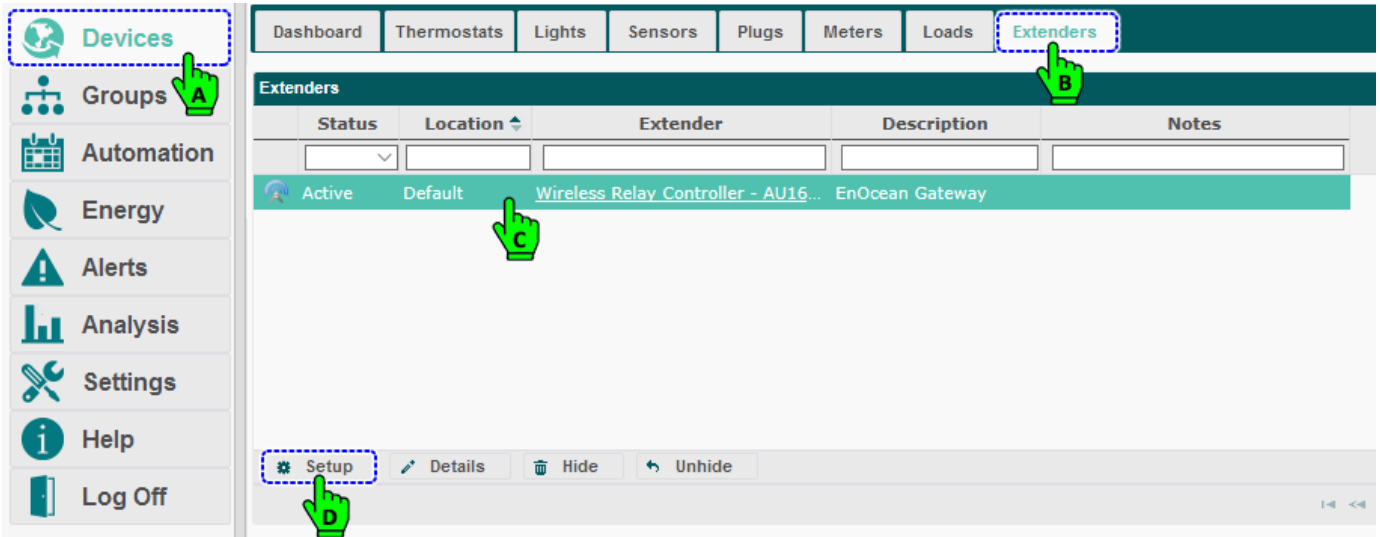 Devices
A
Groups
Automation
Energy
Alerts
Analysis
Settings
Help
Log Off
Dashboard Thermostats Lights Sensors Plugs Meters Loads Extenders
B
Extenders
Status Location Extender Description Notes
Active Default Wireless Relay Controller - AU16... EnOcean Gateway
C
Setup Details Hide Unhide
D